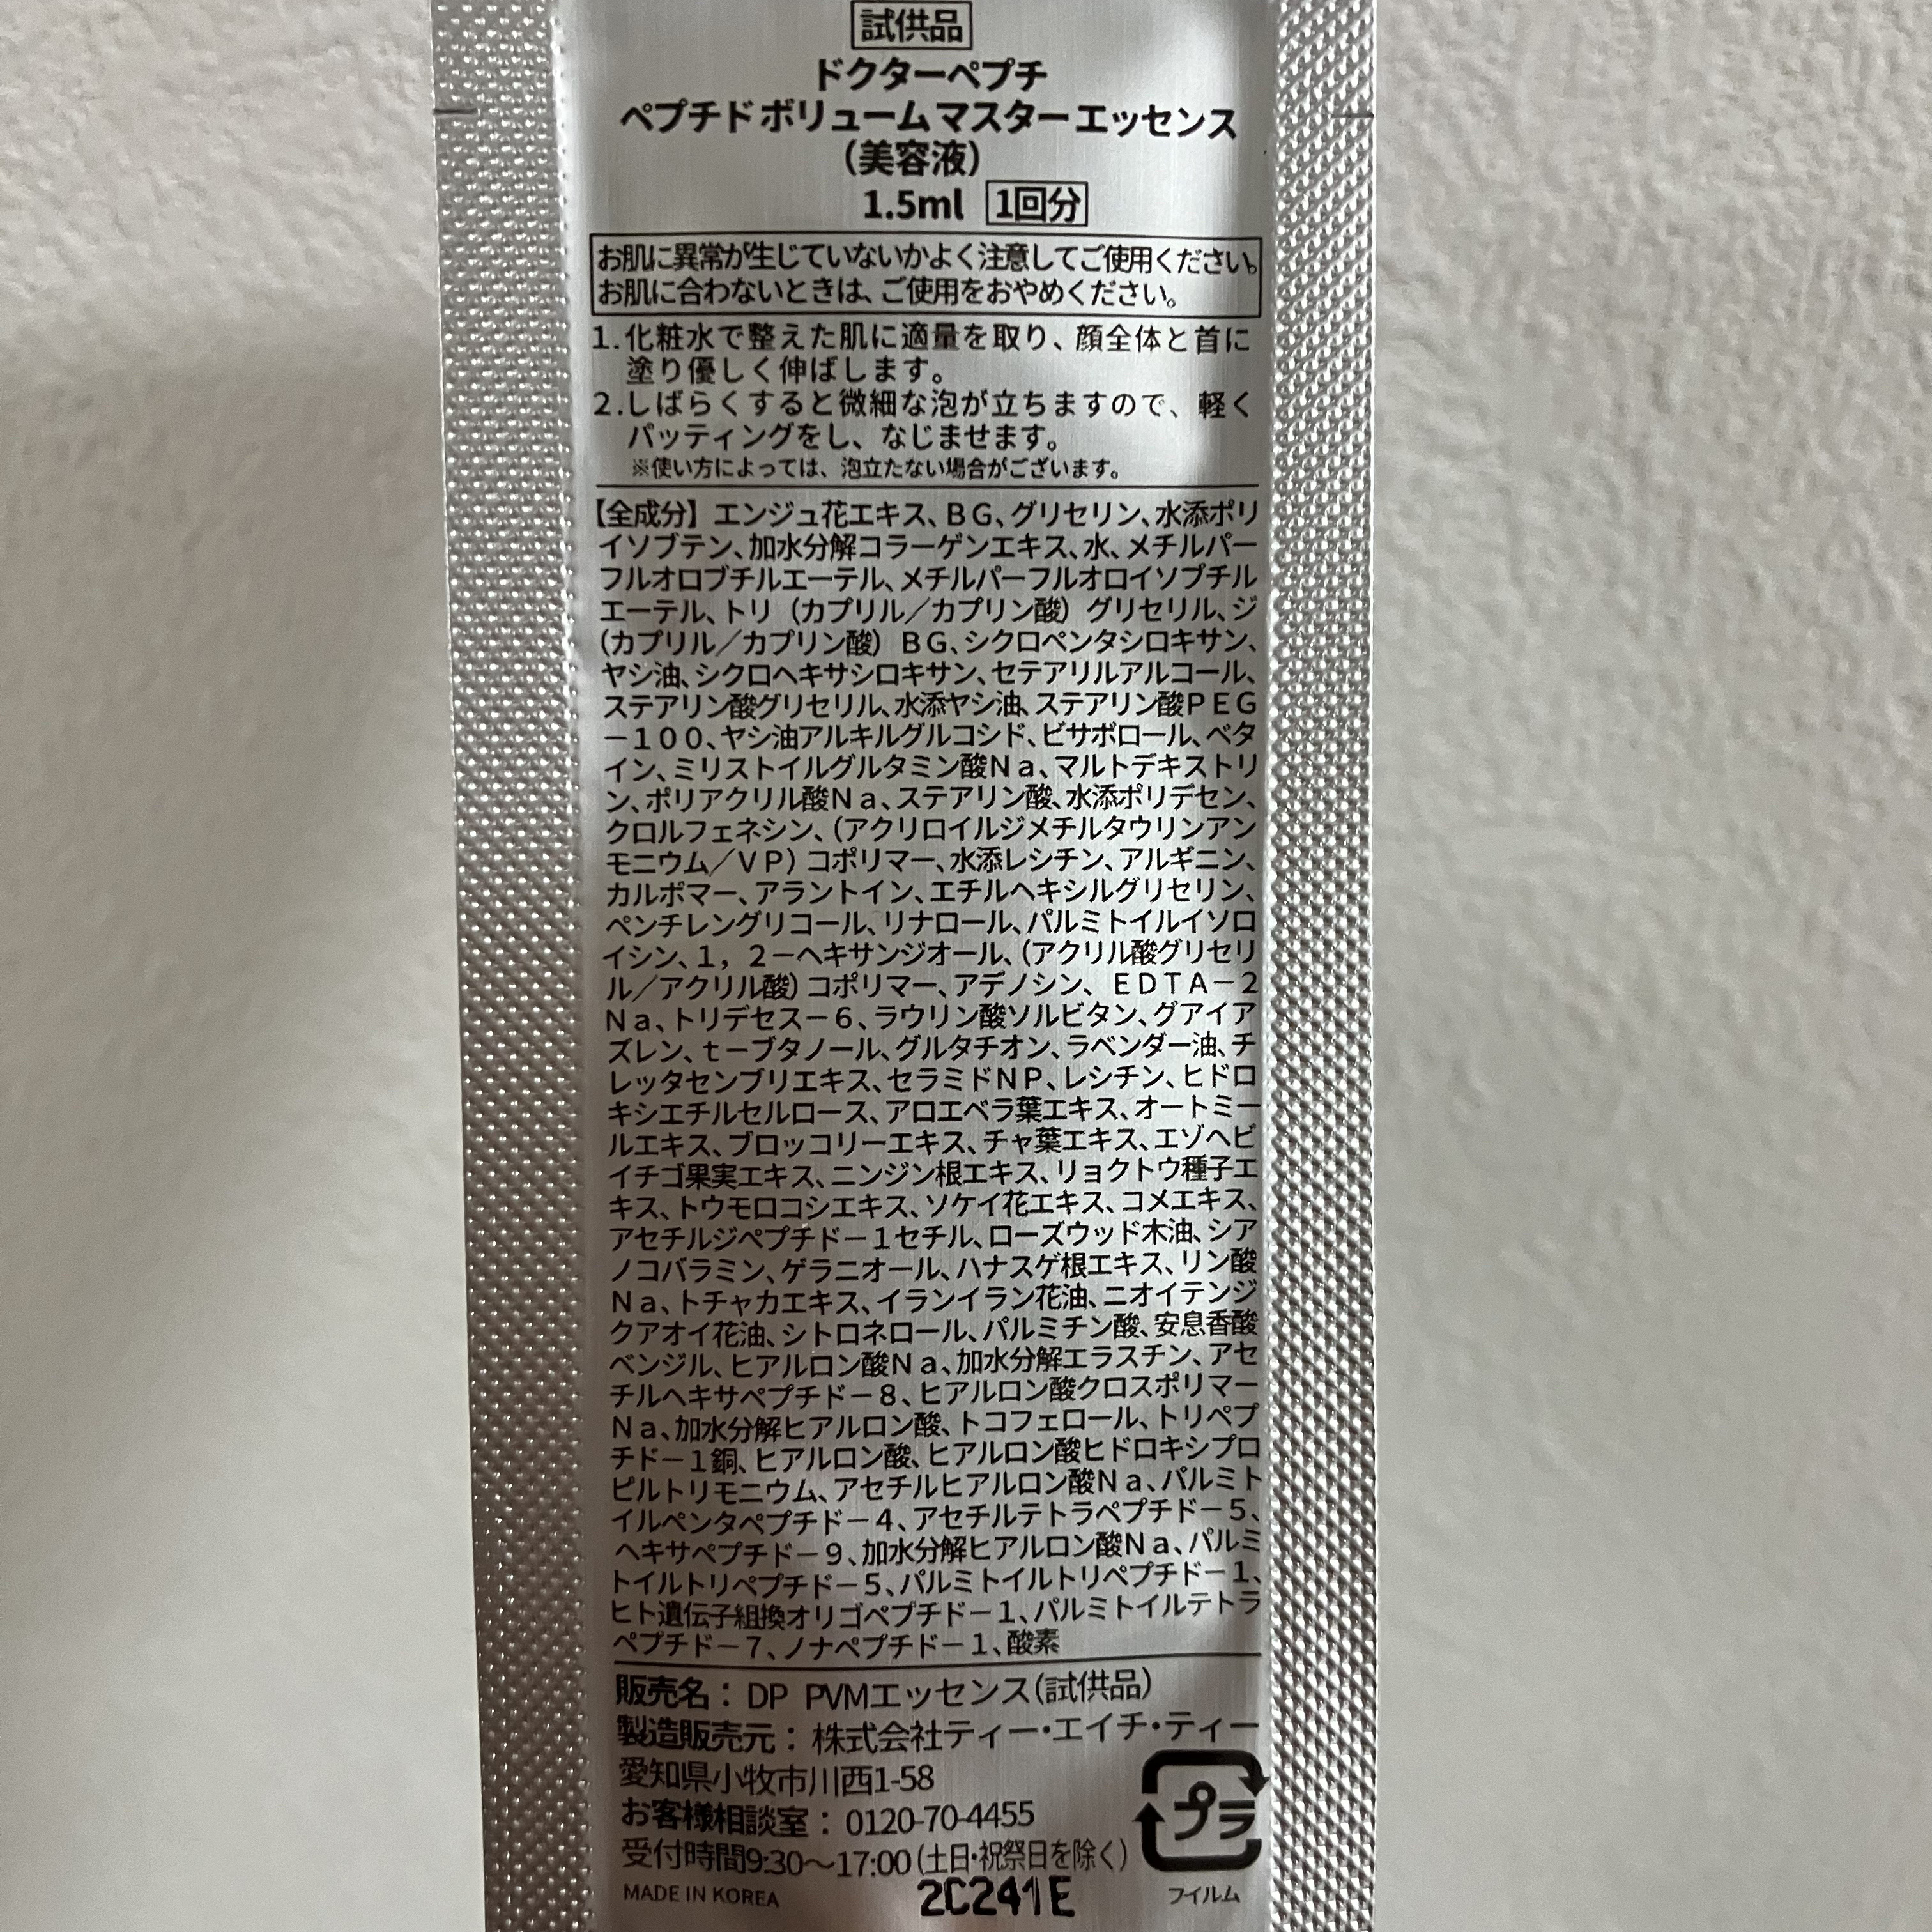 試供品
ドクターペプチ
ペプチドボリュームマスターエッセンス
（美容液）
1.5ml 1回分
お肌に異常が生じていないかよく注意してご使用ください。
お肌に合わないときは、ご使用をおやめください。
1.化粧水で整えた肌に適量を取り、顔全体と首に
塗り優しく伸ばします。
2.しばらくすると微細な泡が立ちますので、軽く
パッティングをし、なじませます。
※使い方によっては、泡立たない場合がございます。
【全成分】エンジュ花エキス、ＢＧ、グリセリン、水添ポリ
イソブテン、加水分解コラーゲンエキス、水、メチルパー
フルオロブチルエーテル、メチルパーフルオロイソブチル
エーテル、トリ（カプリル／カプリン酸）グリセリル、ジ
（カプリル／カプリン酸）ＢＧ、シクロペンタシロキサン、
ヤシ油、シクロヘキサシロキサン、セテアリルアルコール、
ステアリン酸グリセリル、水添ヤシ油、ステアリン酸ＰＥＧ
－１００、ヤシ油アルキルグルコシド、ビサボロール、ベタ
イン、ミリストイルグルタミン酸Ｎａ、マルトデキストリ
ン、ポリアクリル酸Ｎａ、ステアリン酸、水添ポリデセン、
クロルフェネシン、（アクリロイルジメチルタウリンアン
モニウム／ＶＰ）コポリマー、水添レシチン、アルギニン、
カルボマー、アラントイン、エチルヘキシルグリセリン、
ペンチレングリコール、リナロール、パルミトイルイソロ
イシン、１，２－ヘキサンジオール、（アクリル酸グリセリ
ル／アクリル酸）コポリマー、アデノシン、ＥＤＴＡ－２
Ｎａ、トリデセス－６、ラウリン酸ソルビタン、グアイア
ズレン、ｔ－ブタノール、グルタチオン、ラベンダー油、チ
レッタセンブリエキス、セラミドＮＰ、レシチン、ヒドロ
キシエチルセルロース、アロエベラ葉エキス、オートミー
ルエキス、ブロッコリーエキス、チャ葉エキス、エゾヘビ
イチゴ果実エキス、ニンジン根エキス、リョクトウ種子エ
キス、トウモロコシエキス、ソケイ花エキス、コメエキス、
アセチルジペプチド－１セチル、ローズウッド木油、シア
ノコバラミン、ゲラニオール、ハナスゲ根エキス、リン酸
Ｎａ、トチャカエキス、イランイラン花油、ニオイテンジ
クアオイ花油、シトロネロール、パルミチン酸、安息香酸
ベンジル、ヒアルロン酸Ｎａ、加水分解エラスチン、アセ
チルヘキサペプチド－８、ヒアルロン酸クロスポリマー
Ｎａ、加水分解ヒアルロン酸、トコフェロール、トリペプ
チド－１銅、ヒアルロン酸、ヒアルロン酸ヒドロキシプロ
ピルトリモニウム、アセチルヒアルロン酸Ｎａ、パルミト
イルペンタペプチド－４、アセチルテトラペプチド－５、
ヘキサペプチド－９、加水分解ヒアルロン酸Ｎａ、パルミ
トイルトリペプチド－５、パルミトイルトリペプチド－１、
ヒト遺伝子組換オリゴペプチド－１、パルミトイルテトラ
ペプチド－７、ノナペプチド－１、酸素
販売名：DP PVMエッセンス（試供品）
製造販売元：株式会社ティー・エイチ・ティー
愛知県小牧市川西1-58
お客様相談室：0120-70-4455
受付時間9:30～17:00（土日・祝祭日を除く）
プラ
MADE IN KOREA 2C241E フイルム